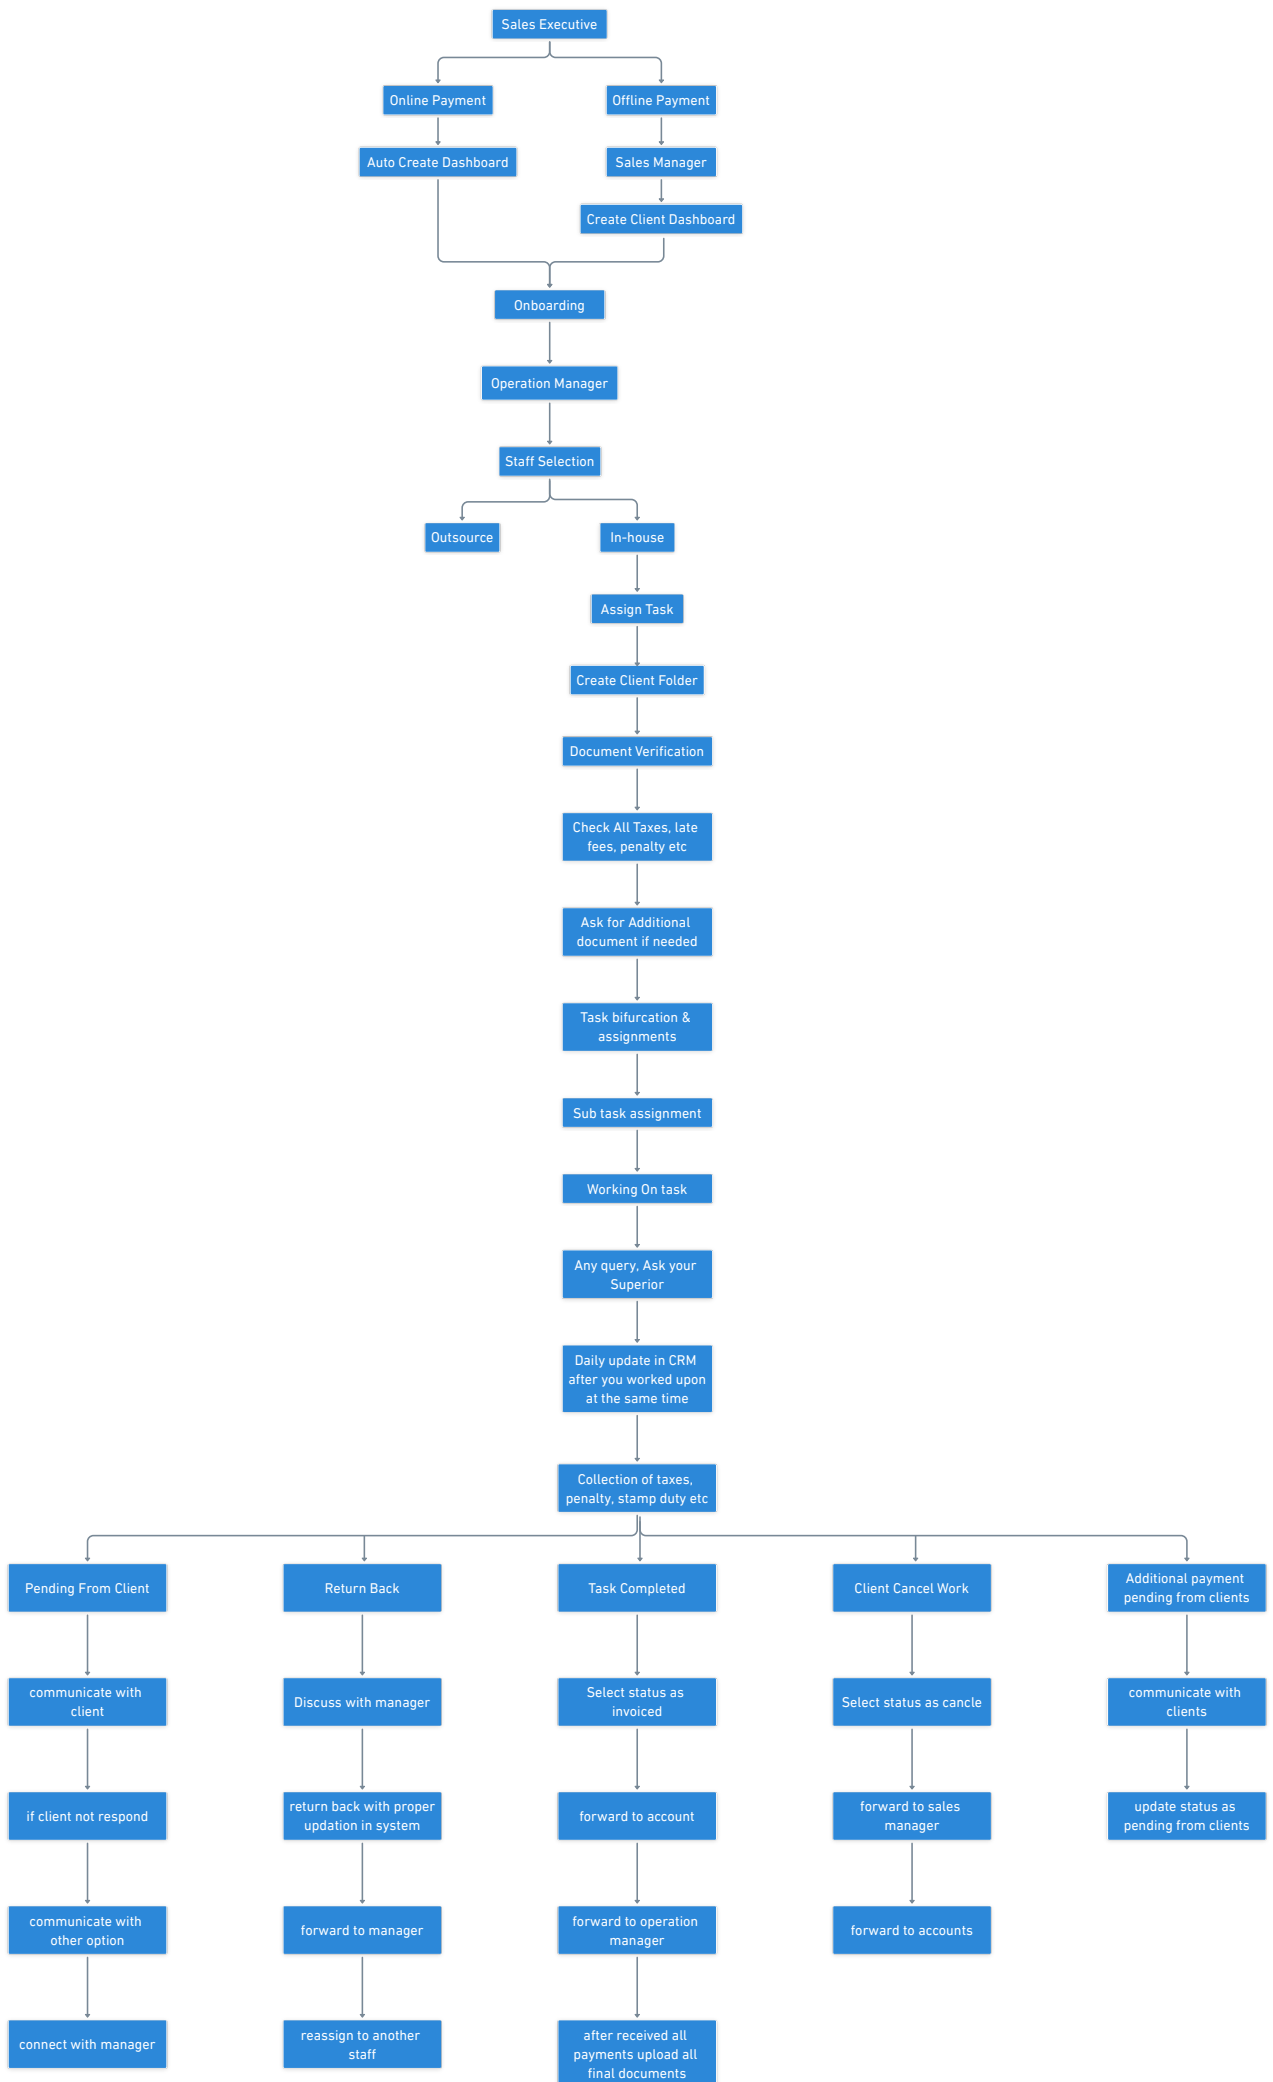 Sales Executive
Online Payment
Offline Payment
Auto Create Dashboard
Sales Manager
Create Client Dashboard
Onboarding
Operation Manager
Staff Selection
Outsource
In-house
Assign Task
Create Client Folder
Document Verification
Check All Taxes, late
fees, penalty etc
Ask for Additional
document if needed
Task bifurcation &
assignments
Sub task assignment
Working On task
Any query, Ask your
Superior
Daily update in CRM
after you worked upon
at the same time
Collection of taxes,
penalty, stamp duty etc
Pending From Client
Return Back
Task Completed
Client Cancel Work
Additional payment
pending from clients
communicate with
client
Discuss with manager
Select status as
invoiced
Select status as cancle
communicate with
clients
if client not respond
return back with proper
updation in system
forward to account
forward to sales
manager
update status as
pending from clients
communicate with
other option
forward to manager
forward to operation
manager
forward to accounts
connect with manager
reassign to another
staff
after received all
payments upload all
final documents